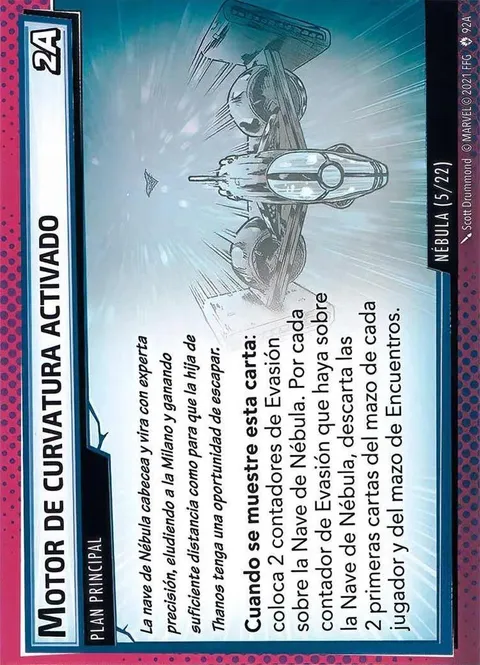 MOTOR DE CURVATURA ACTIVADO
2A
PLAN PRINCIPAL
La nave de Nébula cabecea y vira con experta
precisión, eludiendo a la Milano y ganando
suficiente distancia como para que la hija de
Thanos tenga una oportunidad de escapar.
Cuando se muestre esta carta:
coloca 2 contadores de Evasión
sobre la Nave de Nébula. Por cada
contador de Evasión que haya sobre
la Nave de Nébula, descarta las
2 primeras cartas del mazo de cada
jugador y del mazo de Encuentros.
NÉBULA (5/22)
Scott Drummond © MARVEL © 2021 FFG 92A